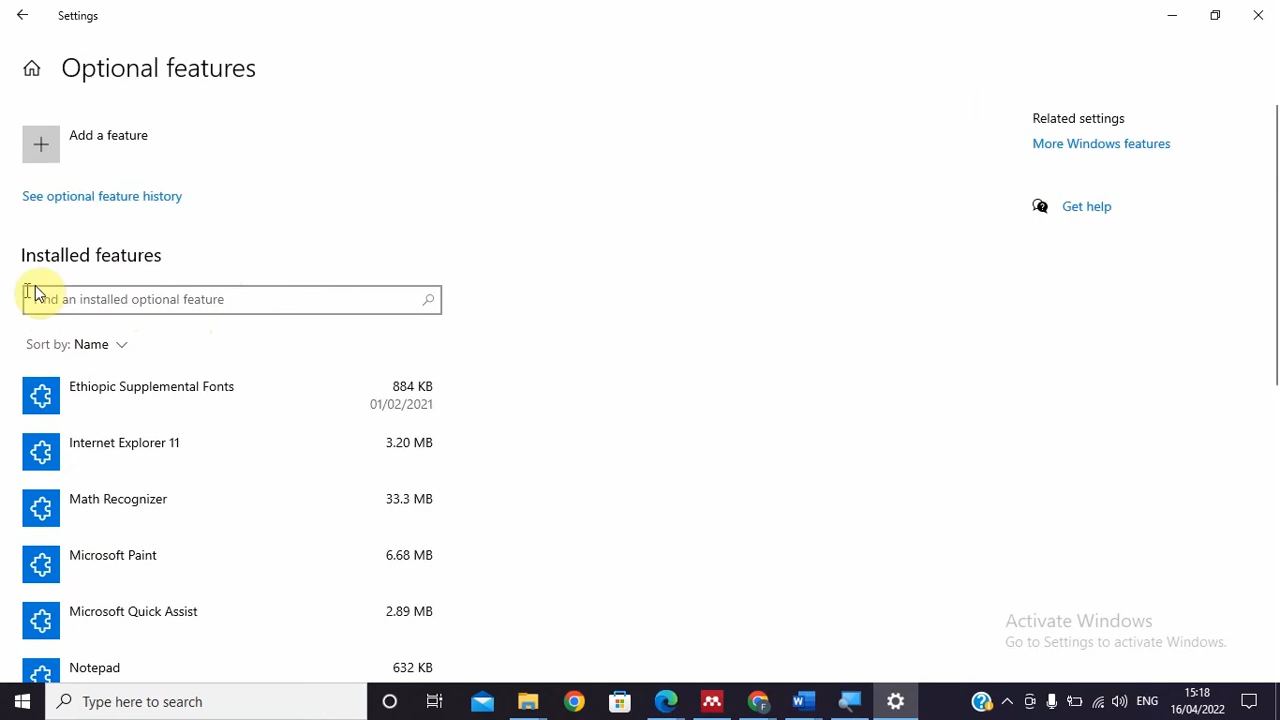 Settings
Optional features
Add a feature
See optional feature history
Installed features
an installed optional feature
Sort by: Name
Ethiopic Supplemental Fonts
884 KB
01/02/2021
Internet Explorer 11
3.20 MB
Math Recognizer
33.3 MB
Microsoft Paint
6.68 MB
Microsoft Quick Assist
2.89 MB
Notepad
632 KB
Related settings
More Windows features
Get help
Activate Windows
Go to Settings to activate Windows.
Type here to search
ENG
15:18
16/04/2022